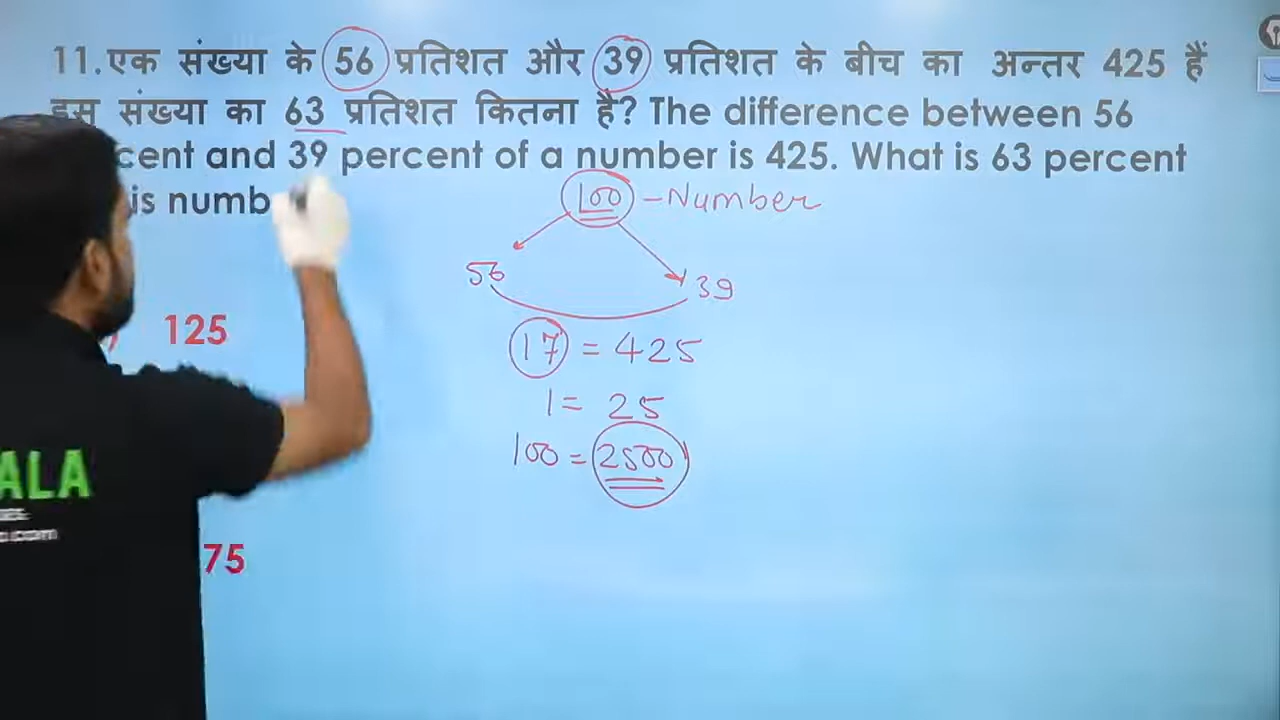 11. एक संख्या के 56 प्रतिशत और 39 प्रतिशत के बीच का अन्तर 425 हैं
इस संख्या का 63 प्रतिशत कितना है? The difference between 56
cent and 39 percent of a number is 425. What is 63 percent
is numb
100 - Number
56 39
125
17 = 425
1 = 25
100 = 2500
ALA
75